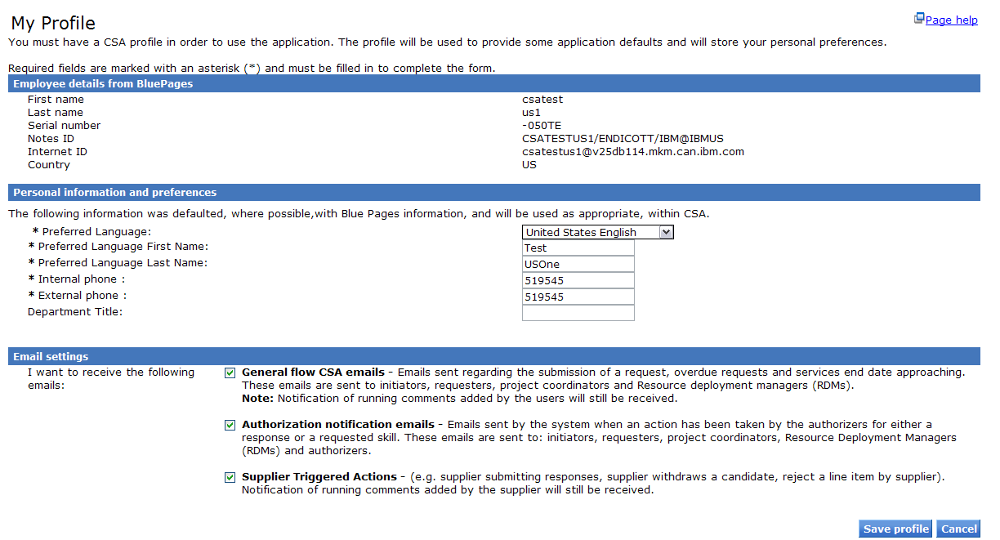 My Profile
Page help
You must have a CSA profile in order to use the application. The profile will be used to provide some application defaults and will store your personal preferences.
Required fields are marked with an asterisk (*) and must be filled in to complete the form.
Employee details from BluePages
First name csatest
Last name us1
Serial number -050TE
Notes ID CSATESTUS1/ENDICOTT/IBM@IBMUS
Internet ID csatestus1@v25db114.mkm.can.ibm.com
Country US
Personal information and preferences
The following information was defaulted, where possible,with Blue Pages information, and will be used as appropriate, within CSA.
* Preferred Language: United States English
* Preferred Language First Name: Test
* Preferred Language Last Name: USOne
* Internal phone : 519545
* External phone : 519545
Department Title:
Email settings
I want to receive the following emails:
General flow CSA emails - Emails sent regarding the submission of a request, overdue requests and services end date approaching.
These emails are sent to initiators, requesters, project coordinators and Resource deployment managers (RDMs).
Note: Notification of running comments added by the users will still be received.
Authorization notification emails - Emails sent by the system when an action has been taken by the authorizers for either a
response or a requested skill. These emails are sent to: initiators, requesters, project coordinators, Resource Deployment Managers
(RDMs) and authorizers.
Supplier Triggered Actions - (e.g. supplier submitting responses, supplier withdraws a candidate, reject a line item by supplier).
Notification of running comments added by the supplier will still be received.
Save profile Cancel